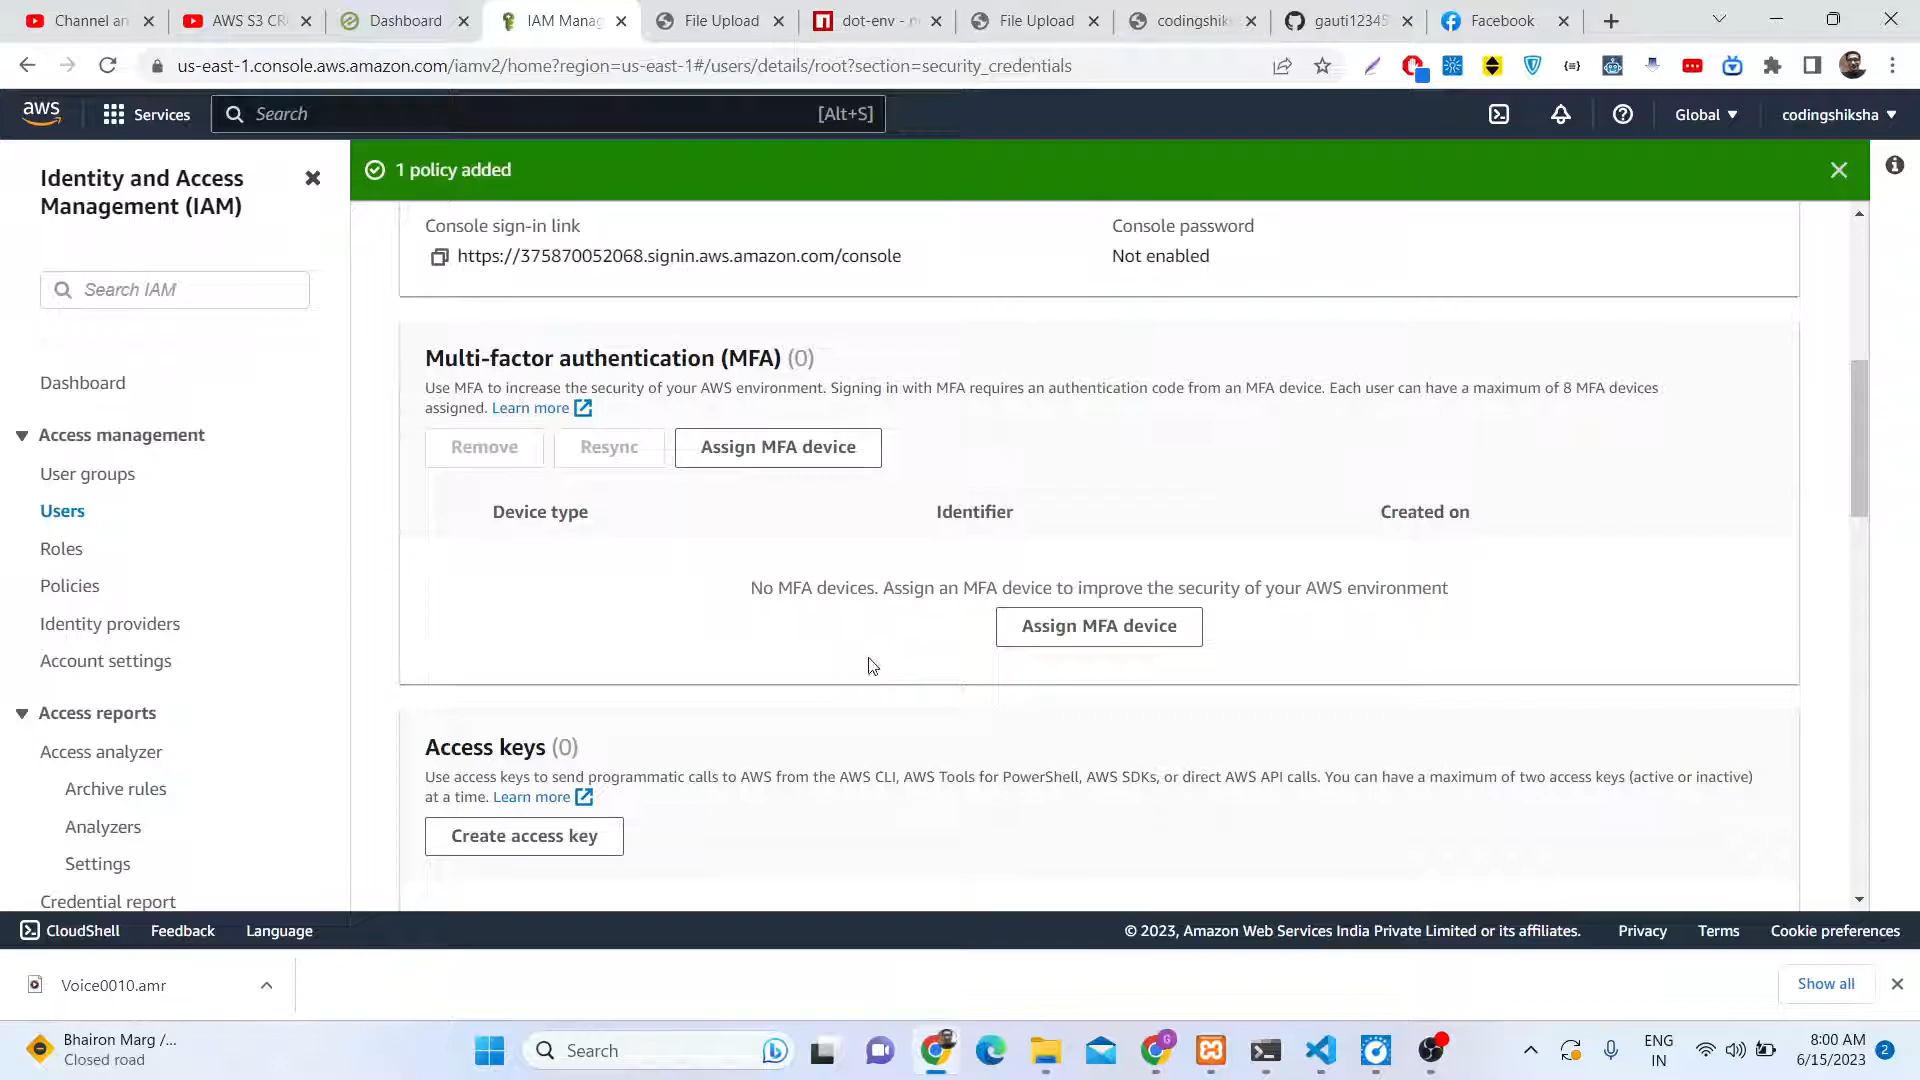 Channel an
AWS S3 CR
Dashboard
IAM Manag
File Upload
dot-env - n
File Upload
codingshik
gauti12345
Facebook
us-east-1.console.aws.amazon.com/iamv2/home?region=us-east-1#/users/details/root?section=security_credentials
aws
Services
Search
[Alt+S]
Global
codingshiksha
Identity and Access
Management (IAM)
Search IAM
Dashboard
Access management
User groups
Users
Roles
Policies
Identity providers
Account settings
Access reports
Access analyzer
Archive rules
Analyzers
Settings
Credential report
1 policy added
Console sign-in link
https://375870052068.signin.aws.amazon.com/console
Console password
Not enabled
Multi-factor authentication (MFA) (0)
Use MFA to increase the security of your AWS environment. Signing in with MFA requires an authentication code from an MFA device. Each user can have a maximum of 8 MFA devices
assigned. Learn more
Remove
Resync
Assign MFA device
Device type
Identifier
Created on
No MFA devices. Assign an MFA device to improve the security of your AWS environment
Assign MFA device
Access keys (0)
Use access keys to send programmatic calls to AWS from the AWS CLI, AWS Tools for PowerShell, AWS SDKs, or direct AWS API calls. You can have a maximum of two access keys (active or inactive)
at a time. Learn more
Create access key
CloudShell
Feedback
Language
© 2023, Amazon Web Services India Private Limited or its affiliates.
Privacy
Terms
Cookie preferences
Voice0010.amr
Show all
Bhairon Marg /...
Closed road
Search
G
ENG
IN
8:00 AM
6/15/2023
2